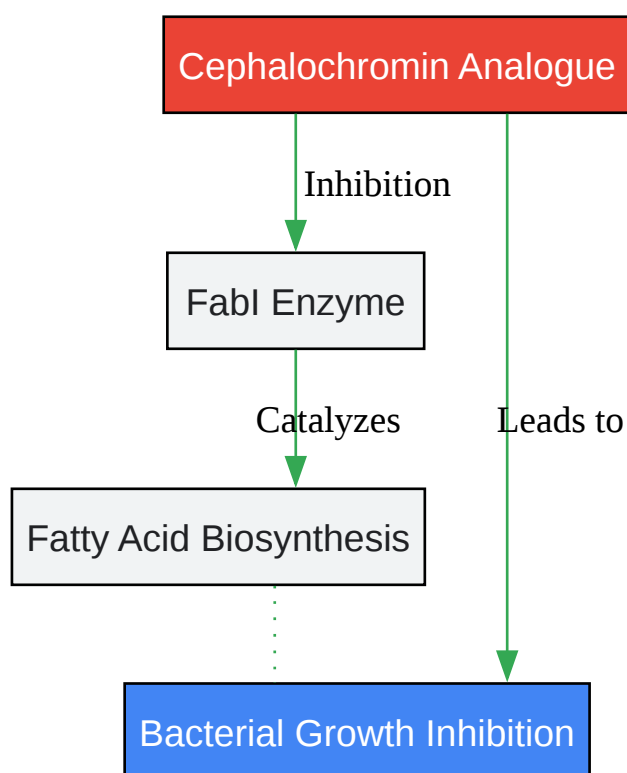 Cephalochromin Analogue
Inhibition
FabI Enzyme
Catalyzes
Leads to
Fatty Acid Biosynthesis
Bacterial Growth Inhibition